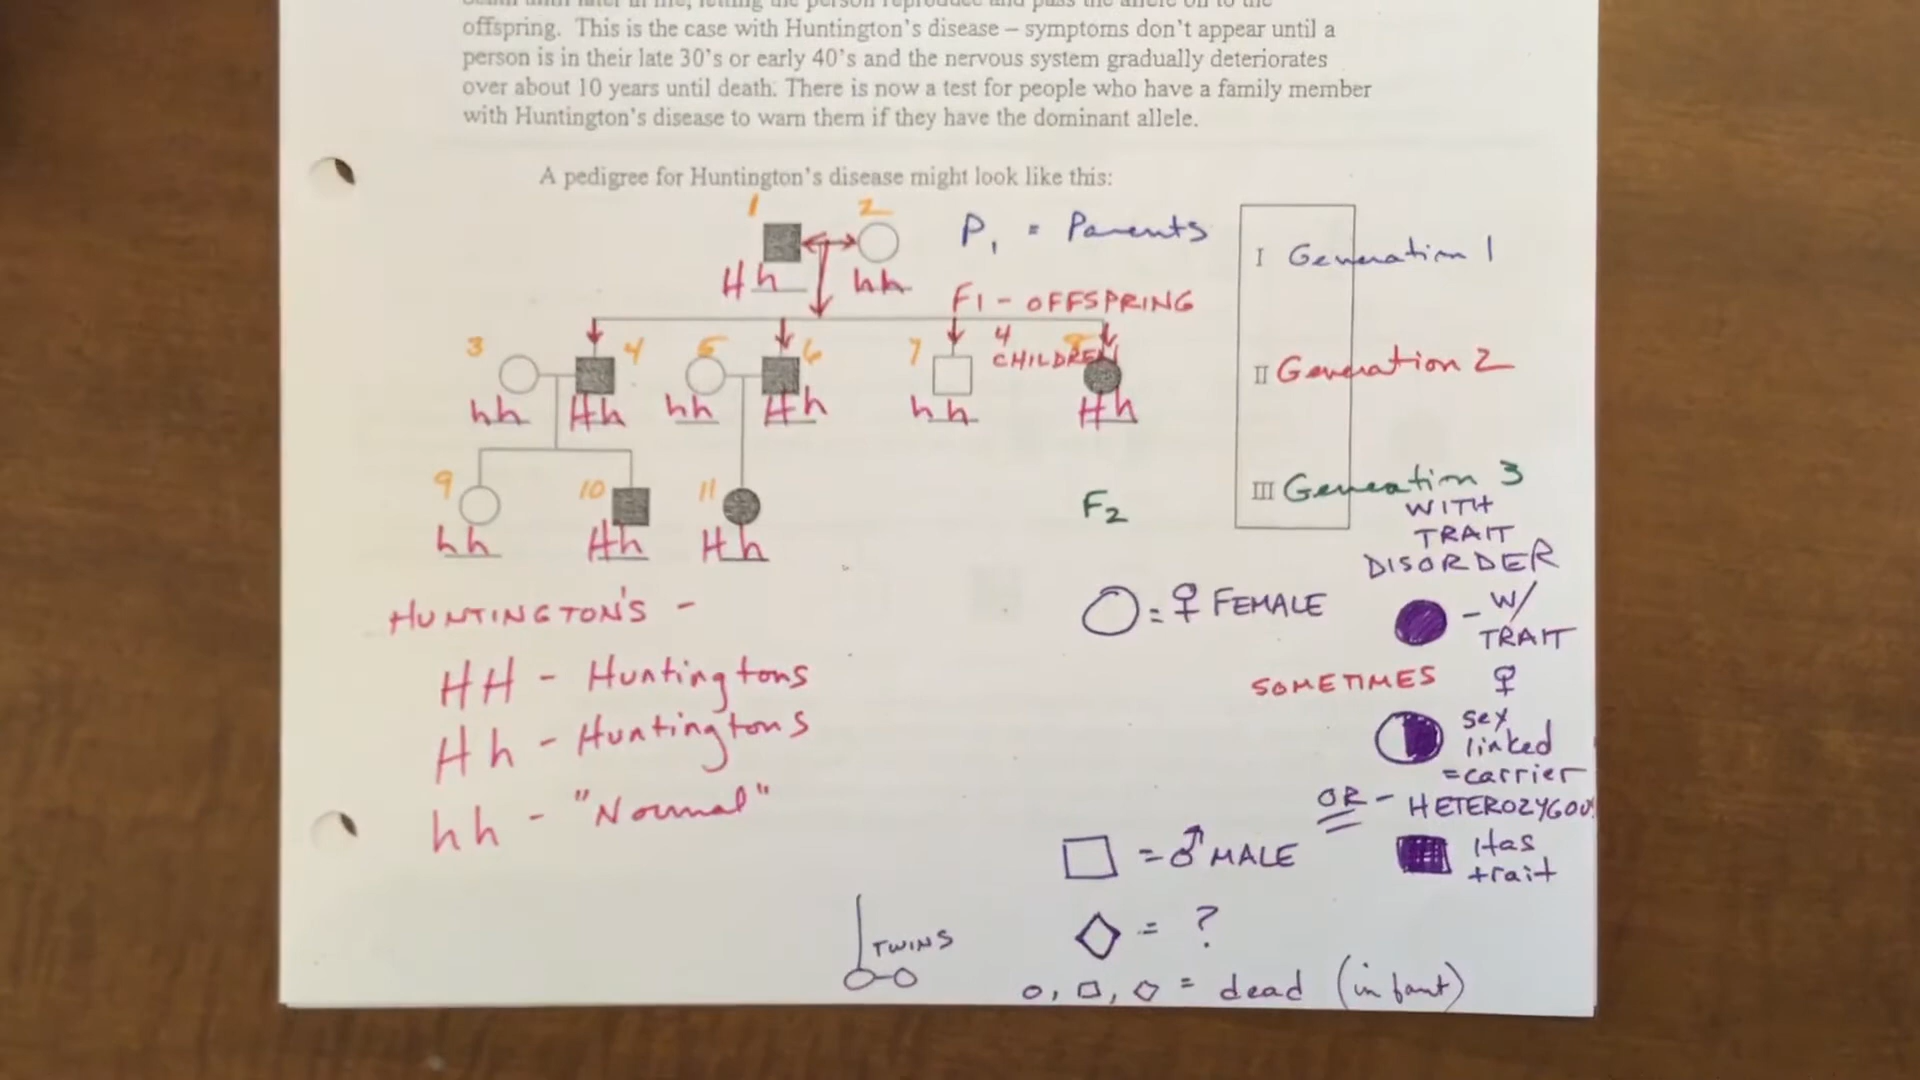 offspring. This is the case with Huntington's disease – symptoms don't appear until a
person is in their late 30's or early 40's and the nervous system gradually deteriorates
over about 10 years until death. There is now a test for people who have a family member
with Huntington's disease to warn them if they have the dominant allele.
A pedigree for Huntington's disease might look like this:
1 2
P1 = Parents
I Generation 1
Hh hh
F1 - OFFSPRING
3 4 5 6 7 4 8
CHILDREN
II Generation 2
hh Hh hh Hh hh Hh
9 10 11
F2
III Generation 3
hh Hh Hh
WITH
TRAIT
DISORDER
HUNTINGTON'S -
HH - Huntingtons
Hh - Huntingtons
hh - "Normal"
= ♀ FEMALE
- W/
TRAIT
SOMETIMES ♀
sex
linked
=carrier
OR - HETEROZYGOU
= ♂ MALE
Has
trait
TWINS
= ?
= dead (infant)